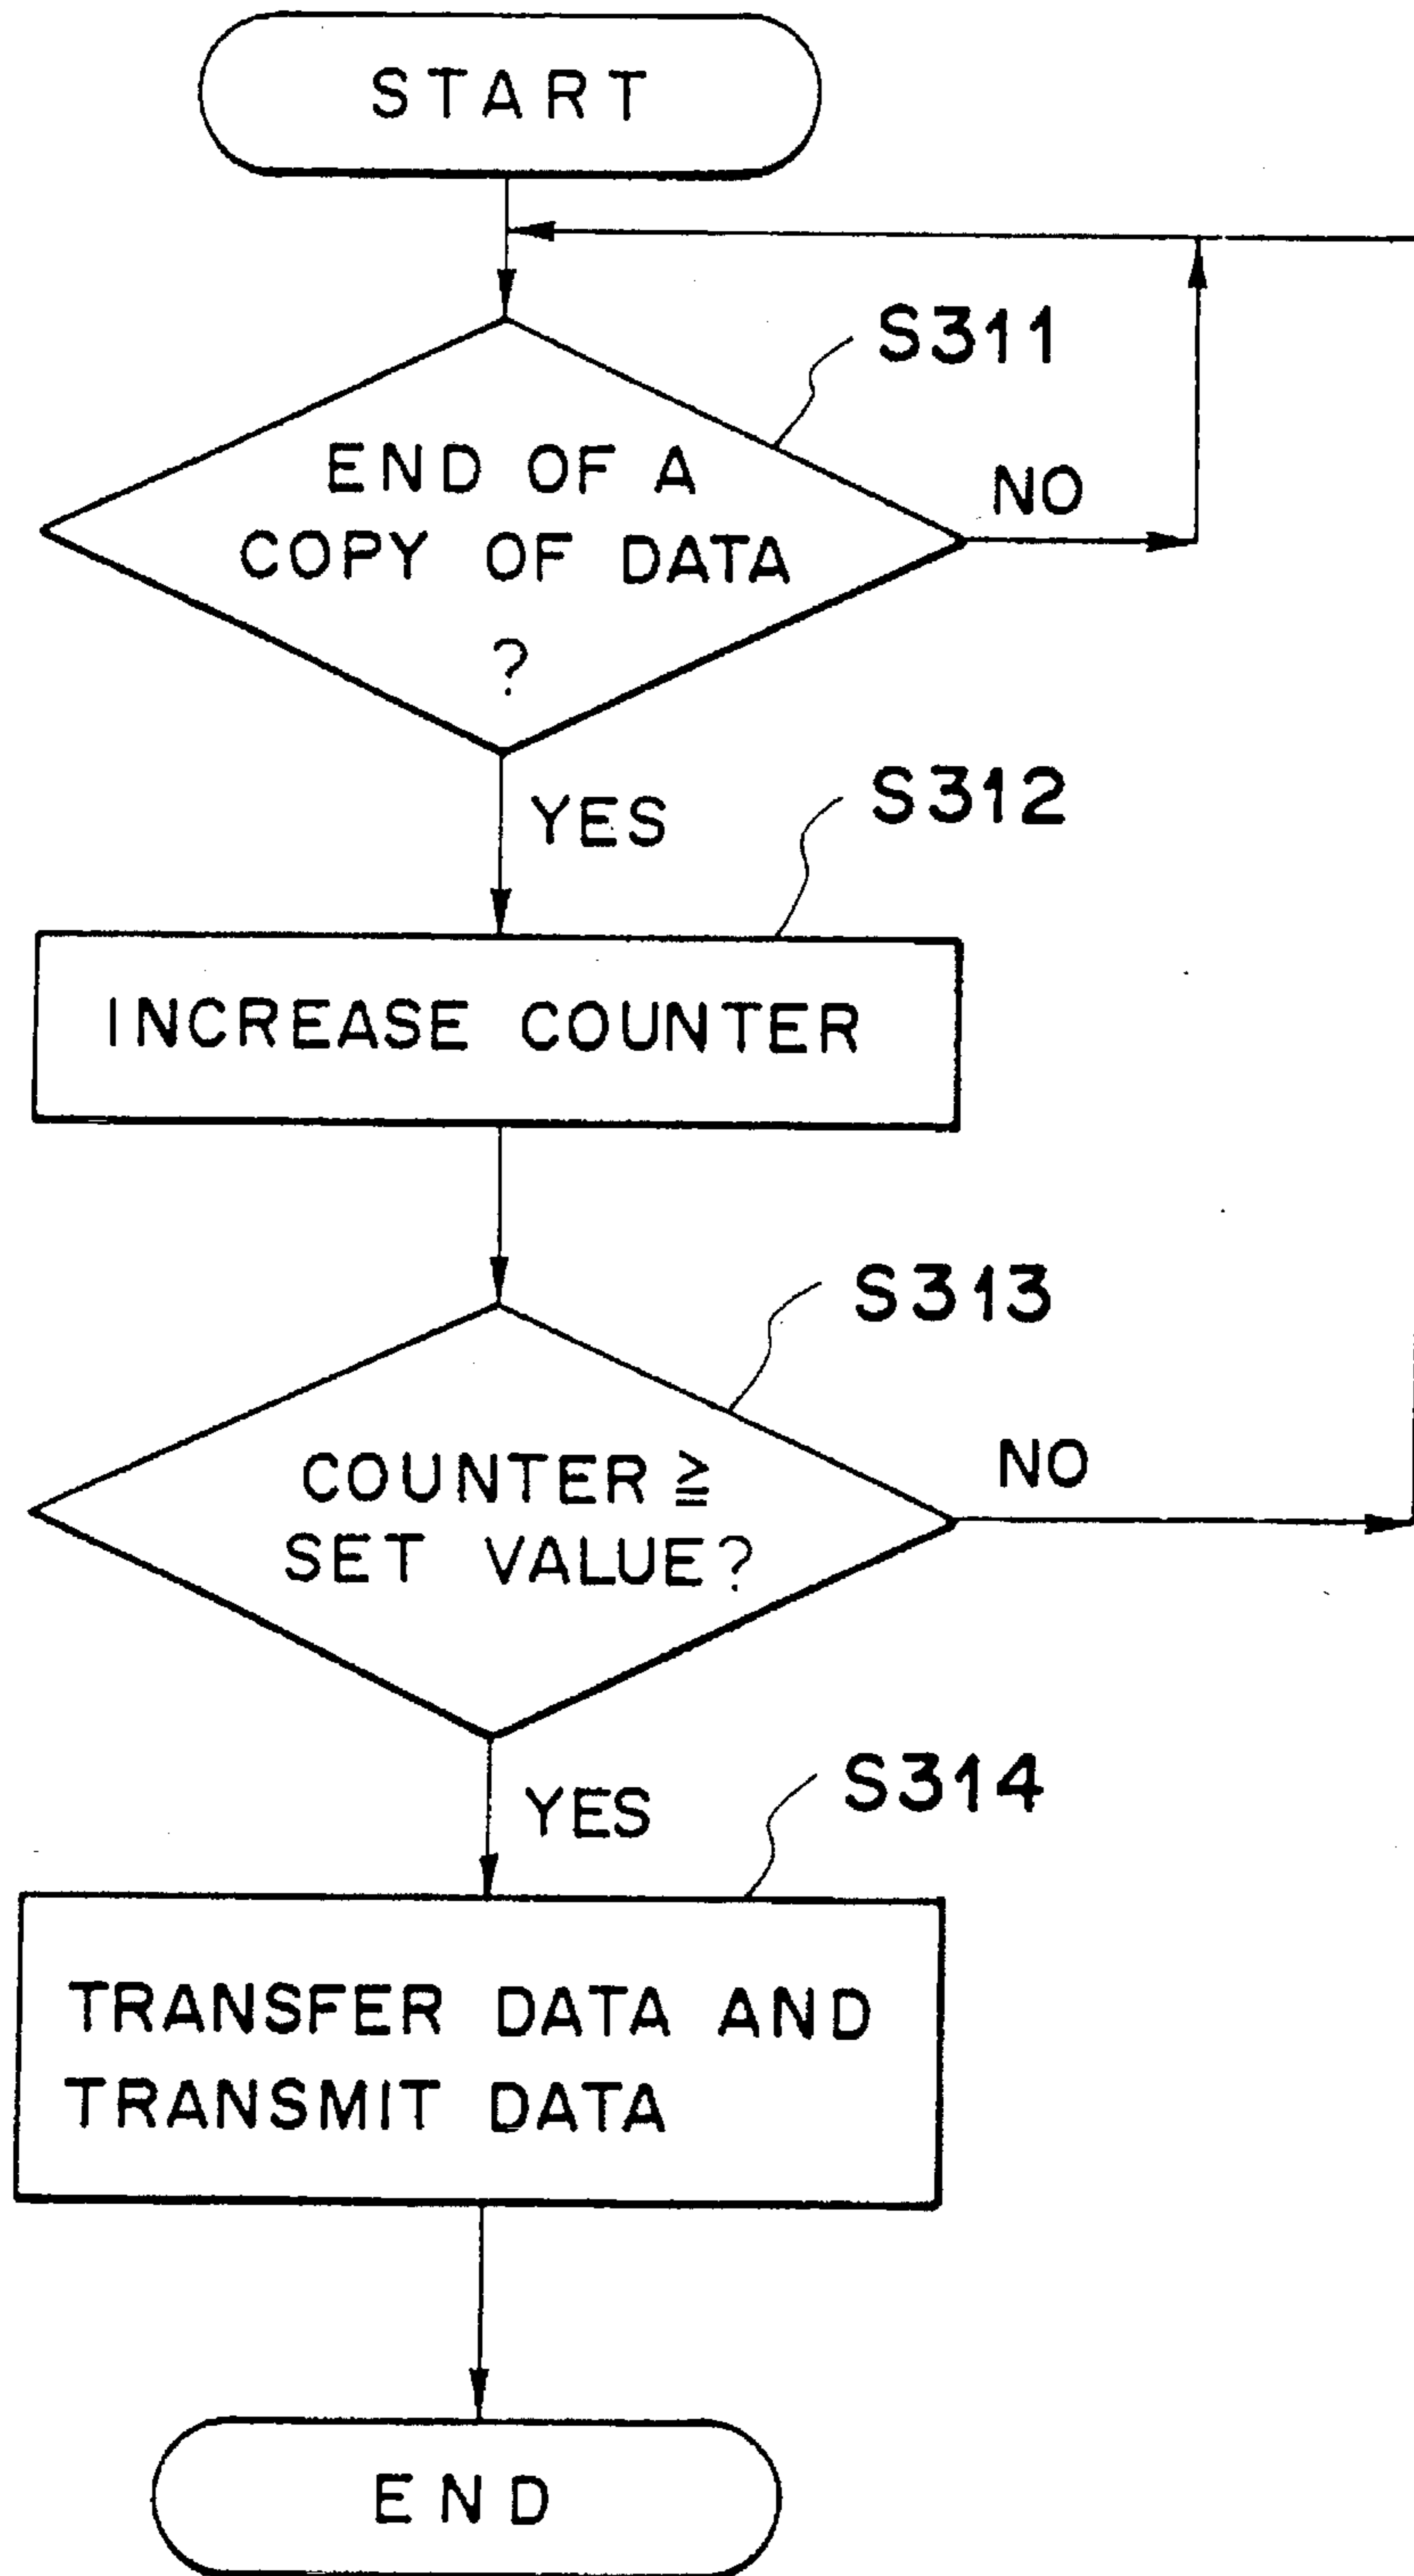 START
S311
END OF A
COPY OF DATA
?
NO
YES
S312
INCREASE COUNTER
S313
COUNTER ≧
SET VALUE?
NO
YES
S314
TRANSFER DATA AND
TRANSMIT DATA
END